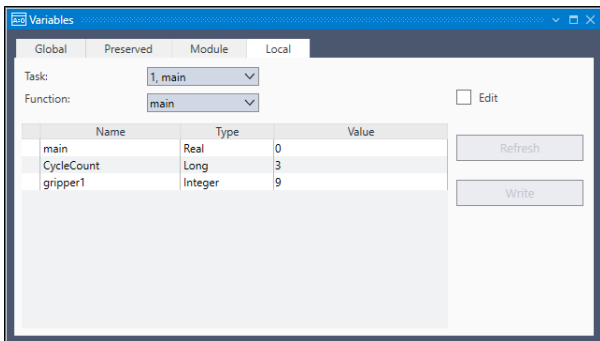 A=0 Variables
Global Preserved Module Local
Task: 1, main
Function: main
Edit
Name Type Value
main Real 0
Refresh
CycleCount Long 3
gripper1 Integer 9
Write